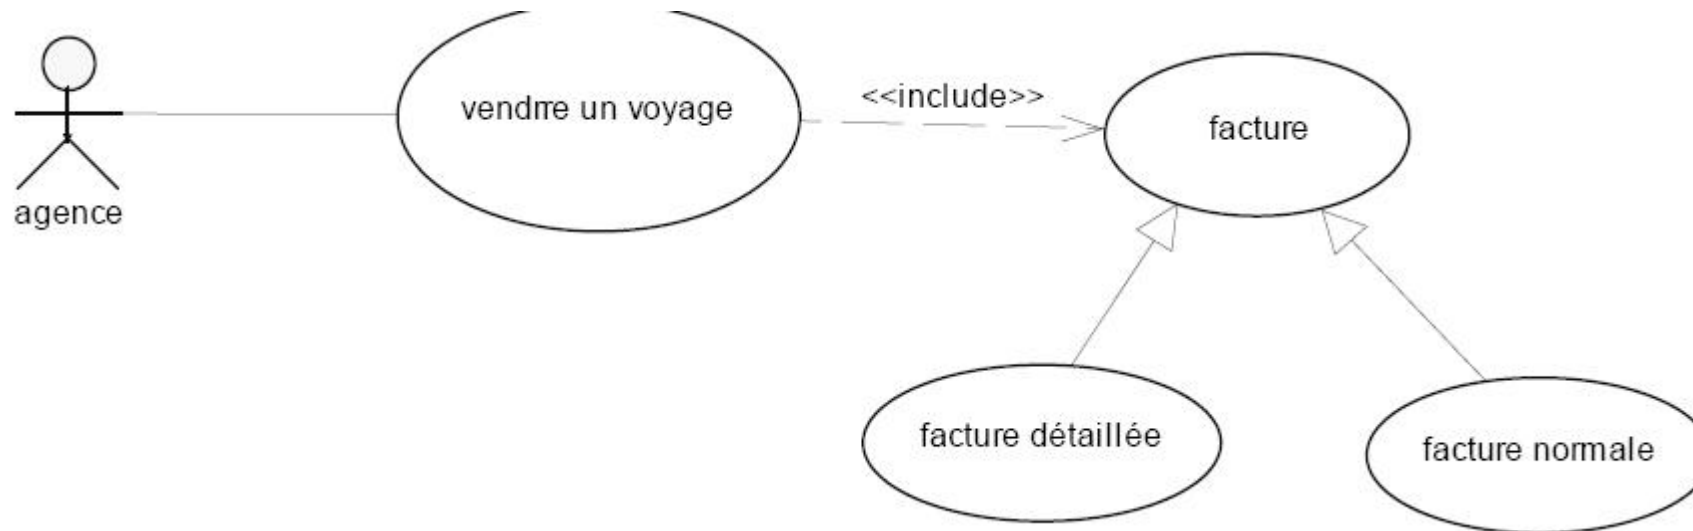 vendrre un voyage
<<include>>
facture
agence
facture détaillée
facture normale